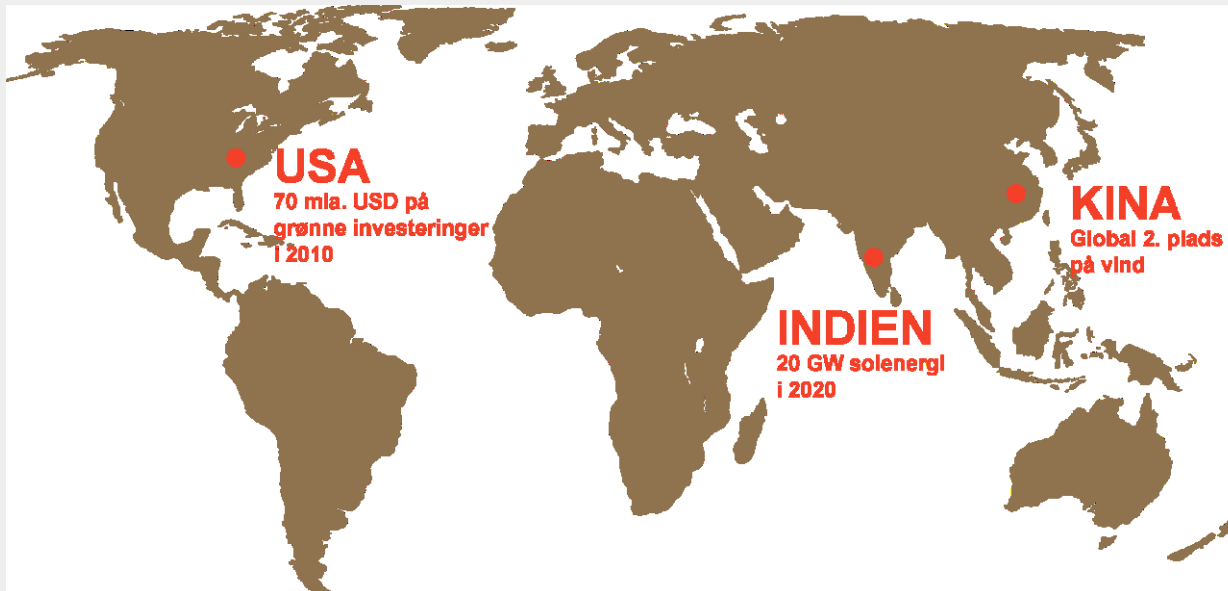 USA
70 mia. USD på
grønne investeringer
i 2010
KINA
Global 2. plads
på vind
INDIEN
20 GW solenergi
i 2020